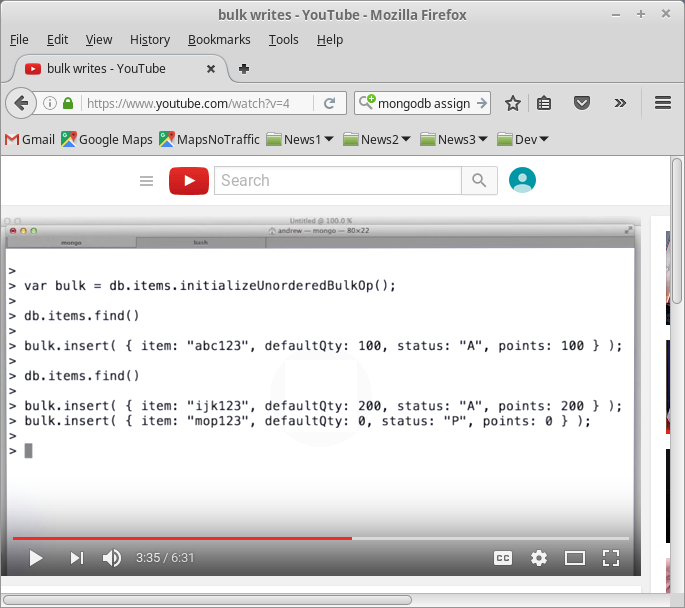 bulk writes - YouTube - Mozilla Firefox
File Edit View History Bookmarks Tools Help
bulk writes - YouTube
https://www.youtube.com/watch?v=4
mongodb assign
Gmail Google Maps MapsNoTraffic News1 News2 News3 Dev
Search
Untitled @ 100.0 %
andrew — mongo — 80×22
mongo bash
>
> var bulk = db.items.initializeUnorderedBulkOp();
>
> db.items.find()
>
> bulk.insert( { item: "abc123", defaultQty: 100, status: "A", points: 100 } );
>
> db.items.find()
>
> bulk.insert( { item: "ijk123", defaultQty: 200, status: "A", points: 200 } );
> bulk.insert( { item: "mop123", defaultQty: 0, status: "P", points: 0 } );
>
>
3:35 / 6:31
CC